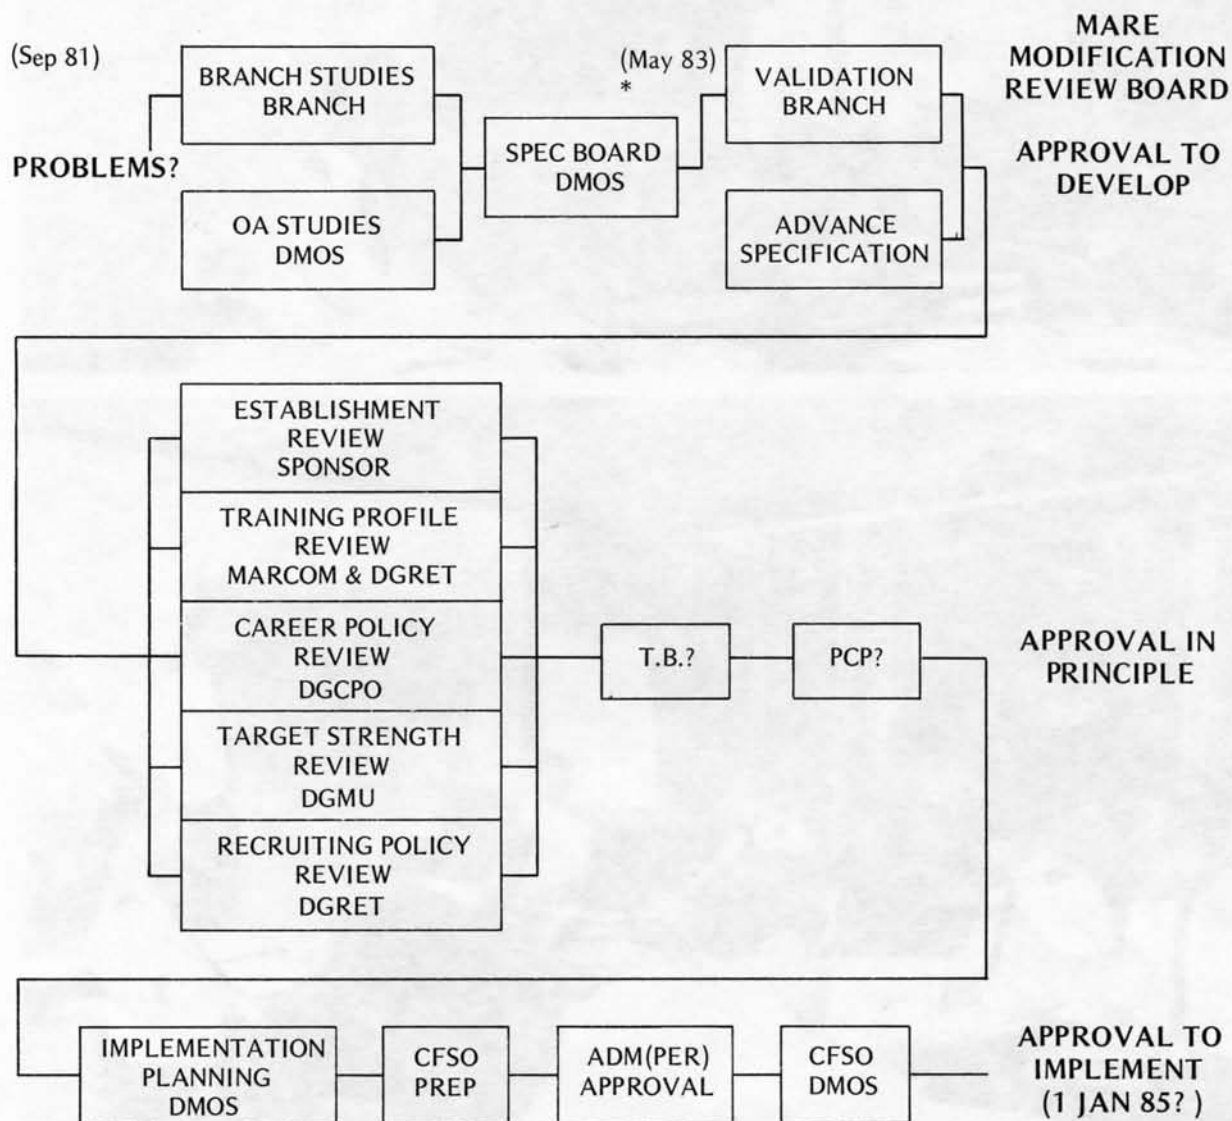 (Sep 81)
PROBLEMS?
BRANCH STUDIES
BRANCH
OA STUDIES
DMOS
SPEC BOARD
DMOS
(May 83)
*
VALIDATION
BRANCH
ADVANCE
SPECIFICATION
MARE
MODIFICATION
REVIEW BOARD
APPROVAL TO
DEVELOP
ESTABLISHMENT
REVIEW
SPONSOR
TRAINING PROFILE
REVIEW
MARCOM & DGRET
CAREER POLICY
REVIEW
DGCPO
TARGET STRENGTH
REVIEW
DGMU
RECRUITING POLICY
REVIEW
DGRET
T.B.?
PCP?
APPROVAL IN
PRINCIPLE
IMPLEMENTATION
PLANNING
DMOS
CFSO
PREP
ADM(PER)
APPROVAL
CFSO
DMOS
APPROVAL TO
IMPLEMENT
(1 JAN 85? )